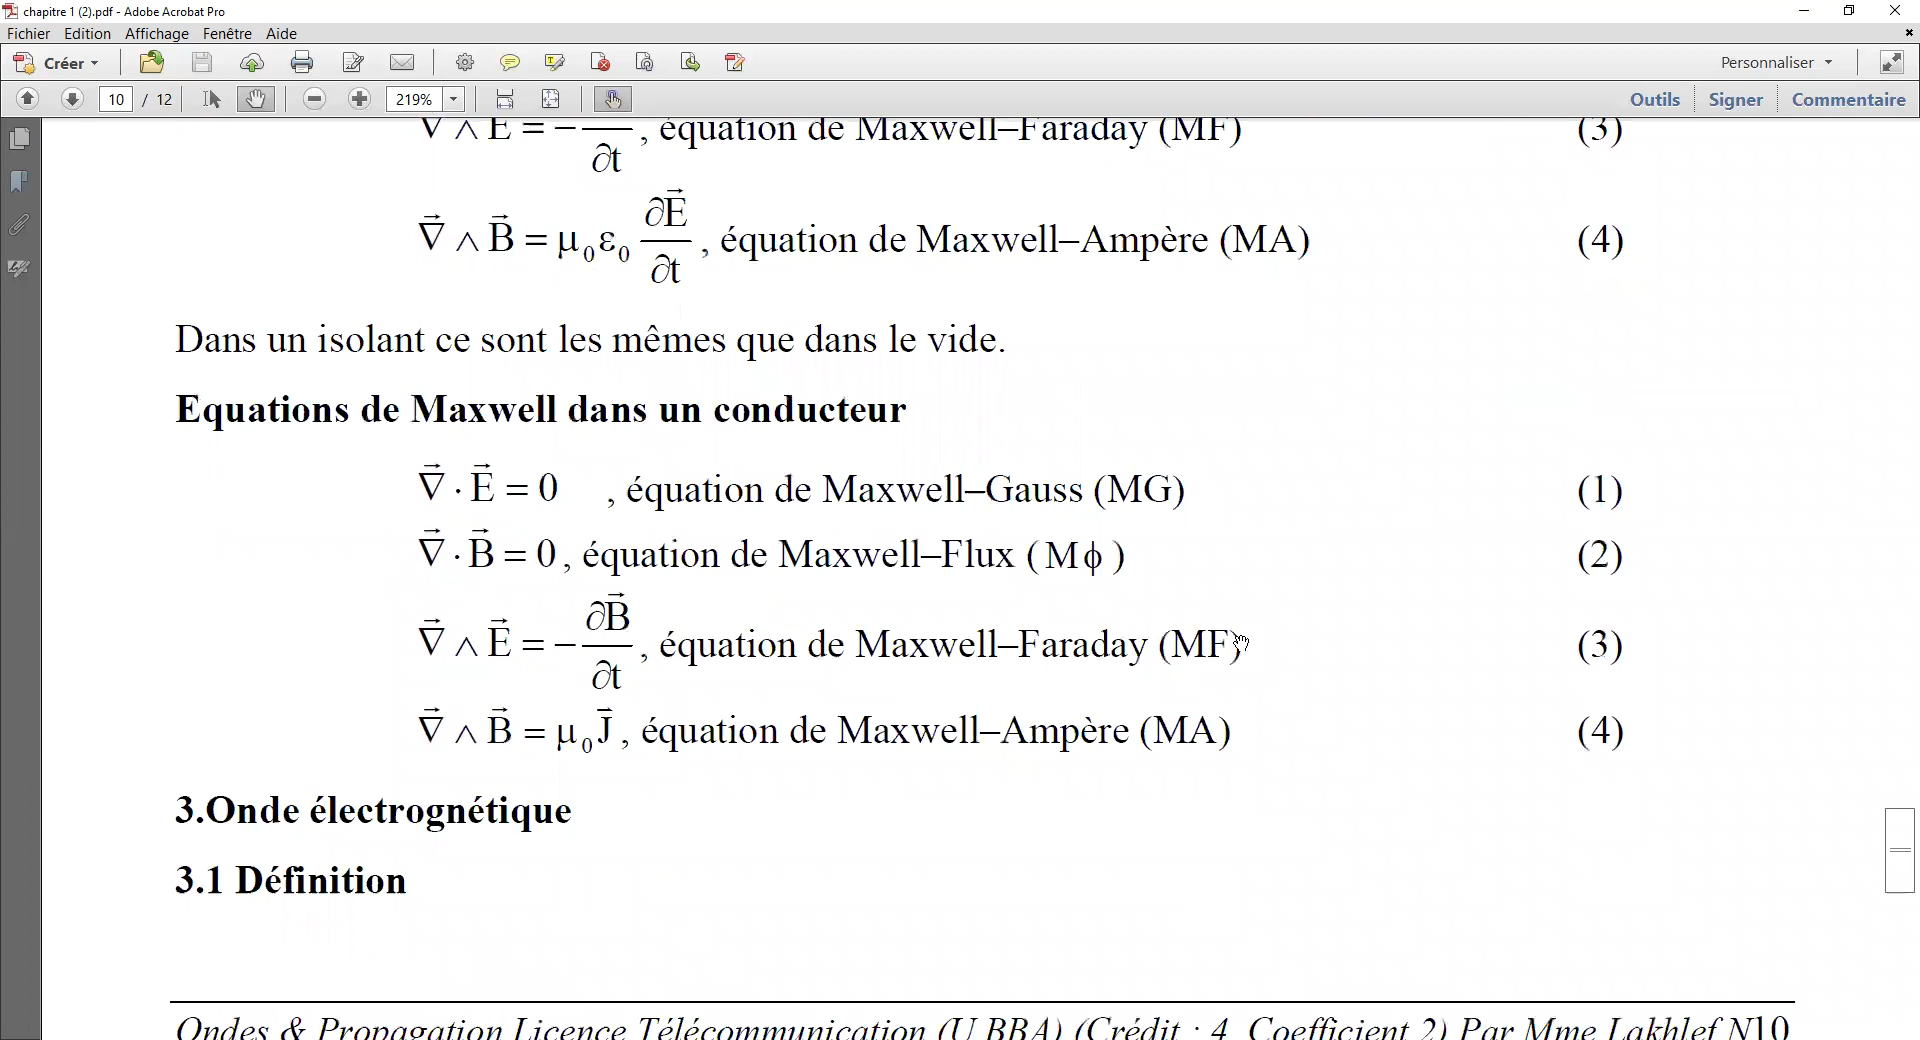 chapitre 1 (2).pdf - Adobe Acrobat Pro
Fichier Edition Affichage Fenêtre Aide
Créer Personnaliser
10 / 12 219% Outils Signer Commentaire
∇⃗ ∧ E⃗ = − ∂t , équation de Maxwell–Faraday (MF) (3)
∇⃗ ∧ B⃗ = μ₀ε₀ ∂E⃗/∂t , équation de Maxwell–Ampère (MA) (4)
Dans un isolant ce sont les mêmes que dans le vide.
Equations de Maxwell dans un conducteur
∇⃗ · E⃗ = 0 , équation de Maxwell–Gauss (MG) (1)
∇⃗ · B⃗ = 0, équation de Maxwell–Flux (Mϕ) (2)
∇⃗ ∧ E⃗ = − ∂B⃗/∂t , équation de Maxwell–Faraday (MF) (3)
∇⃗ ∧ B⃗ = μ₀J⃗ , équation de Maxwell–Ampère (MA) (4)
3.Onde électrognétique
3.1 Définition
Ondes & Propagation Licence Télécommunication (U BBA) (Crédit : 4 Coefficient 2) Par Mme Lakhlef N10